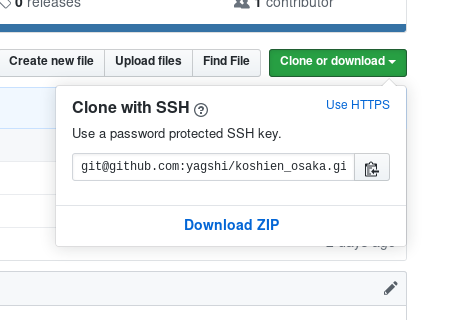 0 releases
1 contributor
Create new file
Upload files
Find File
Clone or download
Clone with SSH ?
Use HTTPS
Use a password protected SSH key.
git@github.com:yagshi/koshien_osaka.gi
Download ZIP
2 days ago